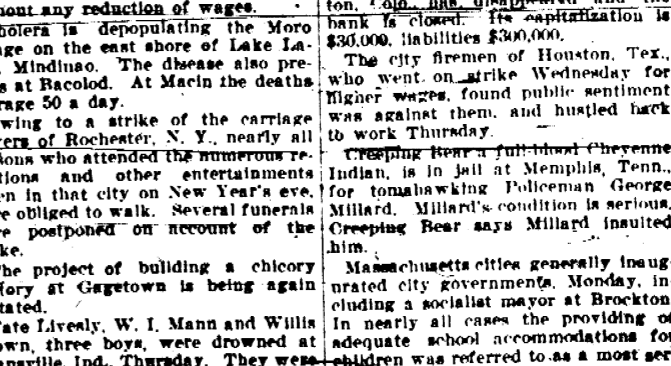 hout any reduction of wages.
holera is depopulating the Moro
ge on the east shore of Lake La-
. Mindinao. The disease also pre-
s at Bacolod. At Macin the deaths
rage 50 a day.
wing to a strike of the carriage
ers of Rochester, N. Y., nearly all
sons who attended the numerous re-
tions and other entertainments
en in that city on New Year's eve,
re obliged to walk. Several funerals
re postponed on account of the
ke.
he project of building a chicory
tory at Gagetown is being again
tated.
ate Lively, W. I. Mann and Willis
own, three boys, were drowned at
ansville, Ind., Thursday. They were
ton, Colo., has disappeared and the
bank is closed. Its capitalization is
$30,000, liabilities $300,000.
The city firemen of Houston, Tex.,
who went on strike Wednesday for
higher wages, found public sentiment
was against them, and hustled back
to work Thursday.
Creeping Bear a full-blood Cheyenne
Indian, is in jail at Memphis, Tenn.,
for tomahawking Policeman George
Millard. Millard's condition is serious.
Creeping Bear says Millard insulted
him.
Massachusetts cities generally inaug
urated city governments, Monday, in
cluding a socialist mayor at Brockton
In nearly all cases the providing of
adequate school accommodations for
children was referred to as a most ser